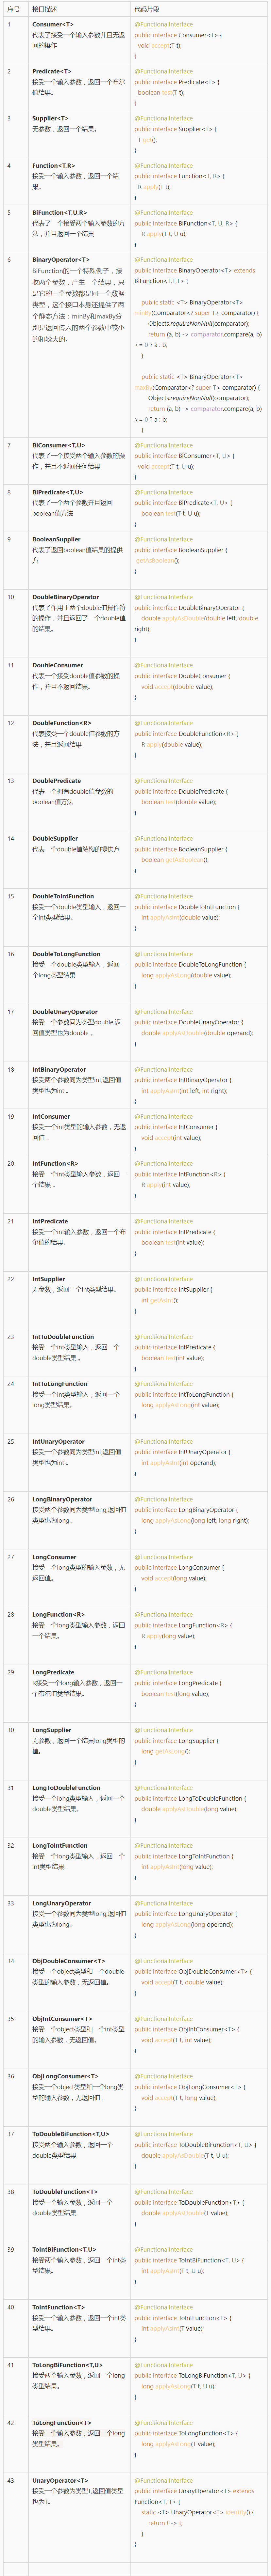 序号 接口描述 代码片段
1 Consumer<T> @FunctionalInterface
代表了接受一个输入参数并且无返 public interface Consumer<T> {
回的操作 void accept(T t);
}
2 Predicate<T> @FunctionalInterface
接受一个输入参数，返回一个布尔 public interface Predicate<T> {
值结果。 boolean test(T t);
}
3 Supplier<T> @FunctionalInterface
无参数，返回一个结果。 public interface Supplier<T> {
T get();
}
4 Function<T,R> @FunctionalInterface
接受一个输入参数，返回一个结 public interface Function<T, R> {
果。 R apply(T t);
}
5 BiFunction<T,U,R> @FunctionalInterface
代表了一个接受两个输入参数的方 public interface BiFunction<T, U, R> {
法，并且返回一个结果 R apply(T t, U u);
}
6 BinaryOperator<T> @FunctionalInterface
BiFunction的一个特殊例子，接 public interface BinaryOperator<T> extends
收两个参数，产生一个结果，只 BiFunction<T,T,T> {
是它的三个参数都是同一个数据
类型，这个接口本身还提供了两 public static <T> BinaryOperator<T>
个静态方法：minBy和maxBy分 minBy(Comparator<? super T> comparator) {
别是返回传入的两个参数中较小 Objects.requireNonNull(comparator);
的和较大的。 return (a, b) -> comparator.compare(a, b)
<= 0 ? a : b;
}
public static <T> BinaryOperator<T>
maxBy(Comparator<? super T> comparator) {
Objects.requireNonNull(comparator);
return (a, b) -> comparator.compare(a, b)
>= 0 ? a : b;
}
7 BiConsumer<T,U> @FunctionalInterface
代表了一个接受两个输入参数的操 public interface BiConsumer<T, U> {
作，并且不返回任何结果 void accept(T t, U u);
}
8 BiPredicate<T,U> @FunctionalInterface
代表了一个两个参数并且返回 public interface BiPredicate<T, U> {
boolean值方法 boolean test(T t, U u);
}
9 BooleanSupplier @FunctionalInterface
代表了返回boolean值结果的提供 public interface BooleanSupplier {
方 getAsBoolean();
}
10 DoubleBinaryOperator @FunctionalInterface
代表了作用于两个double值操作符 public interface DoubleBinaryOperator {
的操作，并且返回了一个double值 double applyAsDouble(double left, double
的结果。 right);
}
11 DoubleConsumer @FunctionalInterface
代表一个接受double值参数的操 public interface DoubleConsumer {
作，并且不返回结果。 void accept(double value);
}
12 DoubleFunction<R> @FunctionalInterface
代表接受一个double值参数的方 public interface DoubleFunction<R> {
法，并且返回结果 R apply(double value);
}
13 DoublePredicate @FunctionalInterface
代表一个拥有double值参数的 public interface DoublePredicate {
boolean值方法 boolean test(double value);
}
14 DoubleSupplier @FunctionalInterface
代表一个double值结构的提供方 public interface BooleanSupplier {
boolean getAsBoolean();
}
15 DoubleToIntFunction @FunctionalInterface
接受一个double类型输入，返回一 public interface DoubleToIntFunction {
个int类型结果。 int applyAsInt(double value);
}
16 DoubleToLongFunction @FunctionalInterface
接受一个double类型输入，返回一 public interface DoubleToLongFunction {
个long类型结果 long applyAsLong(double value);
}
17 DoubleUnaryOperator @FunctionalInterface
接受一个参数同为类型double,返 public interface DoubleUnaryOperator {
回值类型也为double 。 double applyAsDouble(double operand);
}
18 IntBinaryOperator @FunctionalInterface
接受两个参数同为类型int,返回值 public interface IntBinaryOperator {
类型也为int 。 int applyAsInt(int left, int right);
}
19 IntConsumer @FunctionalInterface
接受一个int类型的输入参数，无返 public interface IntConsumer {
回值 。 void accept(int value);
}
20 IntFunction<R> @FunctionalInterface
接受一个int类型输入参数，返回一 public interface IntFunction<R> {
个结果 。 R apply(int value);
}
21 IntPredicate @FunctionalInterface
接受一个int输入参数，返回一个布 public interface IntPredicate {
尔值的结果。 boolean test(int value);
}
22 IntSupplier @FunctionalInterface
无参数，返回一个int类型结果。 public interface IntSupplier {
int getAsInt();
}
23 IntToDoubleFunction @FunctionalInterface
接受一个int类型输入，返回一个 public interface IntPredicate {
double类型结果 。 boolean test(int value);
}
24 IntToLongFunction @FunctionalInterface
接受一个int类型输入，返回一个 public interface IntToLongFunction {
long类型结果。 long applyAsLong(int value);
}
25 IntUnaryOperator @FunctionalInterface
接受一个参数同为类型int,返回值 public interface IntUnaryOperator {
类型也为int 。 int applyAsInt(int operand);
}
26 LongBinaryOperator @FunctionalInterface
接受两个参数同为类型long,返回值 public interface LongBinaryOperator {
类型也为long。 long applyAsLong(long left, long right);
}
27 LongConsumer @FunctionalInterface
接受一个long类型的输入参数，无 public interface LongConsumer {
返回值。 void accept(long value);
}
28 LongFunction<R> @FunctionalInterface
接受一个long类型输入参数，返回 public interface LongFunction<R> {
一个结果。 R apply(long value);
}
29 LongPredicate @FunctionalInterface
R接受一个long输入参数，返回一 public interface LongPredicate {
个布尔值类型结果。 boolean test(long value);
}
30 LongSupplier @FunctionalInterface
无参数，返回一个结果long类型的 public interface LongSupplier {
值。 long getAsLong();
}
31 LongToDoubleFunction @FunctionalInterface
接受一个long类型输入，返回一个 public interface LongToDoubleFunction {
double类型结果。 double applyAsDouble(long value);
}
32 LongToIntFunction @FunctionalInterface
接受一个long类型输入，返回一个 public interface LongToIntFunction {
int类型结果。 int applyAsInt(long value);
}
33 LongUnaryOperator @FunctionalInterface
接受一个参数同为类型long,返回值 public interface LongUnaryOperator {
类型也为long。 long applyAsLong(long operand);
}
34 ObjDoubleConsumer<T> @FunctionalInterface
接受一个object类型和一个double public interface ObjDoubleConsumer<T> {
类型的输入参数，无返回值。 void accept(T t, double value);
}
35 ObjIntConsumer<T> @FunctionalInterface
接受一个object类型和一个int类型 public interface ObjIntConsumer<T> {
的输入参数，无返回值。 void accept(T t, int value);
}
36 ObjLongConsumer<T> @FunctionalInterface
接受一个object类型和一个long类 public interface ObjLongConsumer<T> {
型的输入参数，无返回值。 void accept(T t, long value);
}
37 ToDoubleBiFunction<T,U> @FunctionalInterface
接受两个输入参数，返回一个 public interface ToDoubleBiFunction<T, U> {
double类型结果 double applyAsDouble(T t, U u);
}
38 ToDoubleFunction<T> @FunctionalInterface
接受一个输入参数，返回一个 public interface ToDoubleFunction<T> {
double类型结果 double applyAsDouble(T value);
}
39 ToIntBiFunction<T,U> @FunctionalInterface
接受两个输入参数，返回一个int类 public interface ToIntBiFunction<T, U> {
型结果。 int applyAsInt(T t, U u);
}
40 ToIntFunction<T> @FunctionalInterface
接受一个输入参数，返回一个int类 public interface ToIntFunction<T> {
型结果。 int applyAsInt(T value);
}
41 ToLongBiFunction<T,U> @FunctionalInterface
接受两个输入参数，返回一个long public interface ToLongBiFunction<T, U> {
类型结果。 long applyAsLong(T t, U u);
}
42 ToLongFunction<T> @FunctionalInterface
接受一个输入参数，返回一个long public interface ToLongFunction<T> {
类型结果。 long applyAsLong(T value);
}
43 UnaryOperator<T> @FunctionalInterface
接受一个参数为类型T,返回值类型 public interface UnaryOperator<T> extends
也为T。 Function<T, T> {
static <T> UnaryOperator<T> identity() {
return t -> t;
}
}